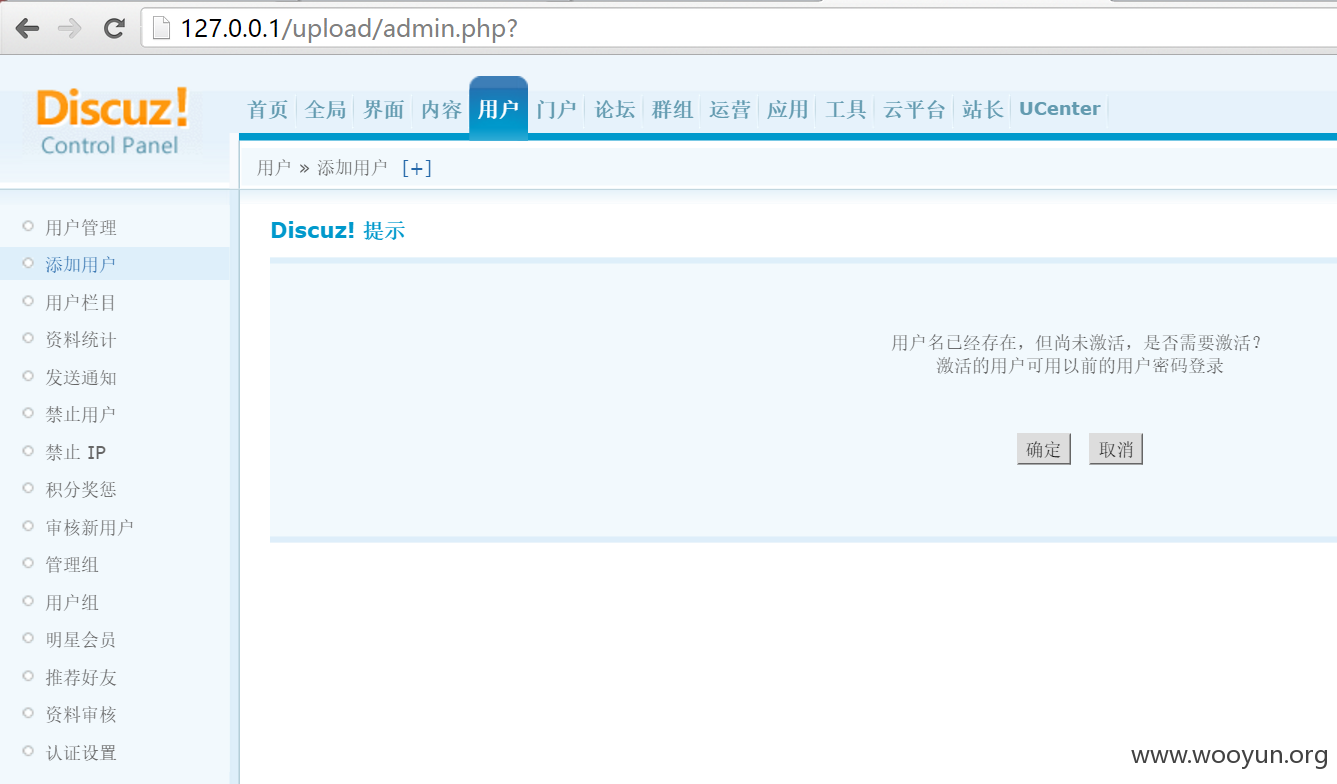 127.0.0.1/upload/admin.php?
Discuz!
Control Panel
首页 全局 界面 内容 用户 门户 论坛 群组 运营 应用 工具 云平台 站长 UCenter
用户 » 添加用户 [+]
用户管理
添加用户
用户栏目
资料统计
发送通知
禁止用户
禁止 IP
积分奖惩
审核新用户
管理组
用户组
明星会员
推荐好友
资料审核
认证设置
Discuz! 提示
用户名已经存在，但尚未激活，是否需要激活？
激活的用户可用以前的用户密码登录
确定 取消
www.wooyun.org